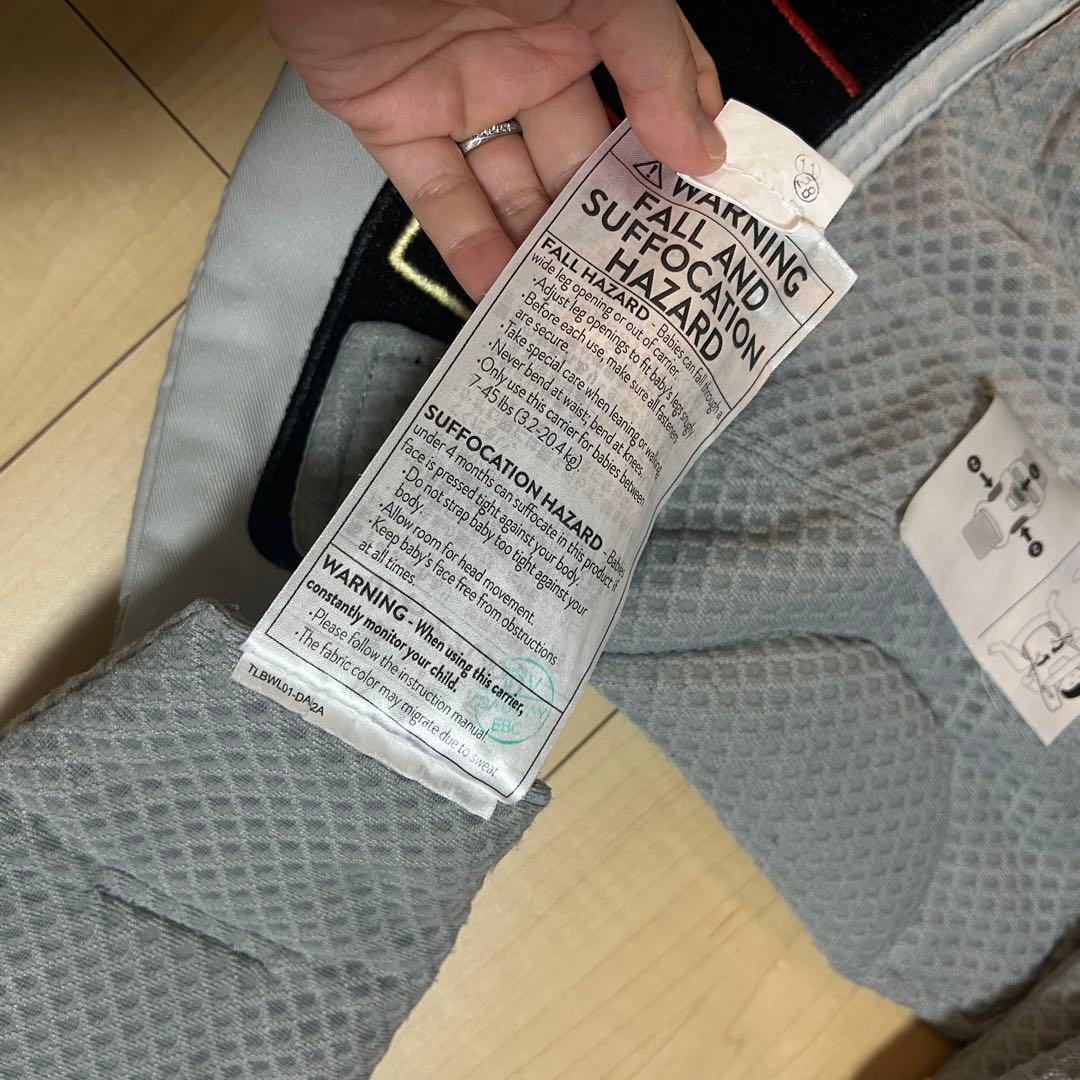 11
28
⚠ WARNING
FALL AND
SUFFOCATION
HAZARD
FALL HAZARD - Babies can fall through a
wide leg opening or out of carrier.
·Adjust leg openings to fit baby's legs snugly.
·Before each use, make sure all fasteners
are secure.
·Take special care when leaning or walking.
·Never bend at waist; bend at knees.
·Only use this carrier for babies between
7-45 lbs (3.2-20.4 kg)
SUFFOCATION HAZARD - Babies
under 4 months can suffocate in this product if
face is pressed tight against your body.
·Do not strap baby too tight against your
body.
·Allow room for head movement.
·Keep baby's face free from obstructions
at all times.
WARNING - When using this carrier,
constantly monitor your child.
·Please follow the instruction manual.
·The fabric color may migrate due to sweat.
EBC
TLBWL01-DA/2A